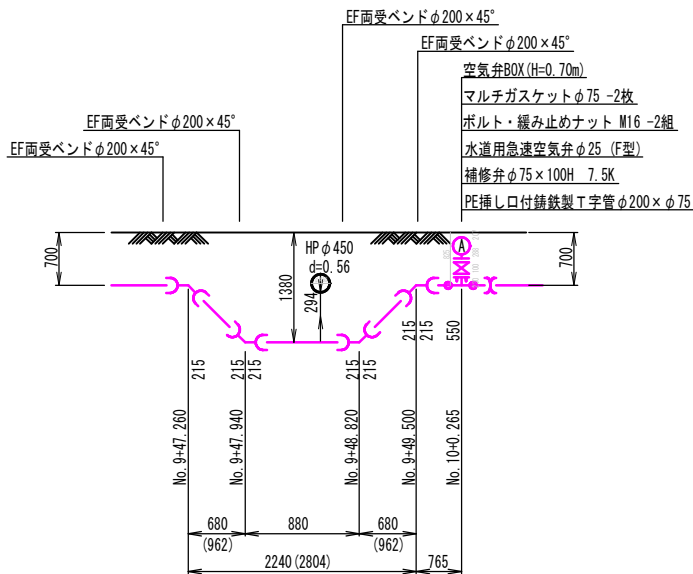 EF両受ベンドφ200×45°
EF両受ベンドφ200×45°
空気弁BOX(H=0.70m)
マルチガスケットφ75 -2枚
EF両受ベンドφ200×45°
ボルト・緩み止めナット M16 -2組
EF両受ベンドφ200×45°
水道用急速空気弁φ25 (F型)
補修弁φ75×100H 7.5K
PE挿し口付鋳鉄製T字管φ200×φ75
700
1380
HPφ450
d=0.56
294
A
700
215
215
215
215
215
215
215
550
No.9+47.260
No.9+47.940
No.9+48.820
No.9+49.500
No.10+0.265
680
(962)
880
680
(962)
2240(2804)
765